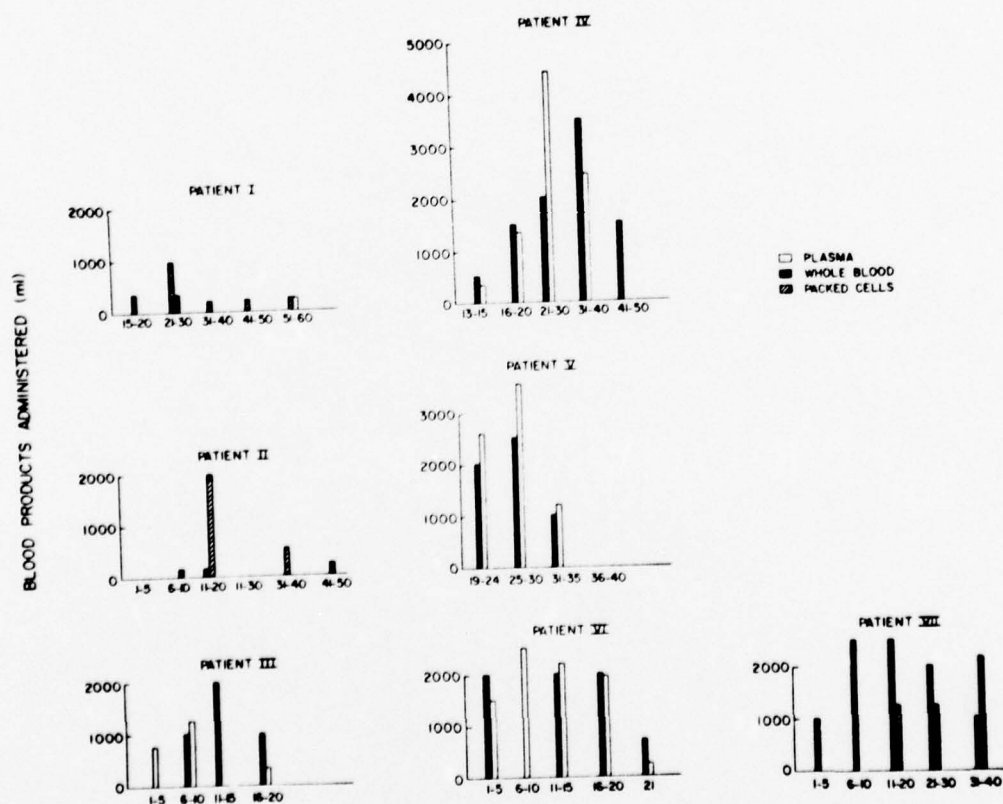 PATIENT IV
5000
4000
3000
2000
1000
0
13-15 16-20 21-30 31-40 41-50
PATIENT I
2000
1000
0
15-20 21-30 31-40 41-50 51-60
PLASMA
WHOLE BLOOD
PACKED CELLS
BLOOD PRODUCTS ADMINISTERED (ml)
PATIENT V
3000
2000
1000
0
19-24 25-30 31-35 36-40
PATIENT II
2000
1000
0
1-5 6-10 11-20 11-30 31-40 41-50
PATIENT III
2000
1000
0
1-5 6-10 11-15 16-20
PATIENT VI
2000
1000
0
1-5 6-10 11-15 16-20 21
PATIENT VII
2000
1000
0
1-5 6-10 11-20 21-30 31-40